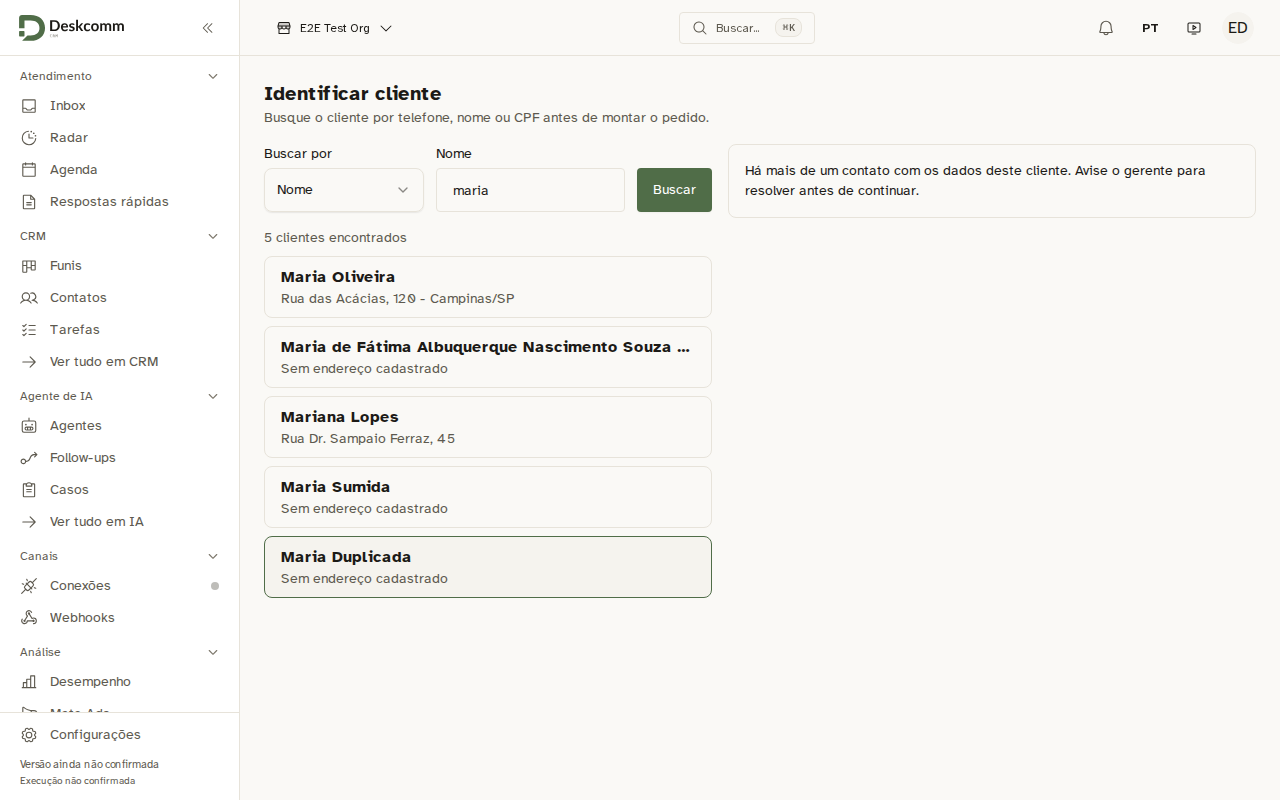 Deskcomm
E2E Test Org
Buscar...
⌘K
PT
ED
Atendimento
Inbox
Radar
Agenda
Respostas rápidas
CRM
Funis
Contatos
Tarefas
Ver tudo em CRM
Agente de IA
Agentes
Follow-ups
Casos
Ver tudo em IA
Canais
Conexões
Webhooks
Análise
Desempenho
Configurações
Versão ainda não confirmada
Execução não confirmada
Identificar cliente
Busque o cliente por telefone, nome ou CPF antes de montar o pedido.
Buscar por
Nome
Nome
maria
Buscar
5 clientes encontrados
Maria Oliveira
Rua das Acácias, 120 - Campinas/SP
Maria de Fátima Albuquerque Nascimento Souza ...
Sem endereço cadastrado
Mariana Lopes
Rua Dr. Sampaio Ferraz, 45
Maria Sumida
Sem endereço cadastrado
Maria Duplicada
Sem endereço cadastrado
Há mais de um contato com os dados deste cliente. Avise o gerente para
resolver antes de continuar.